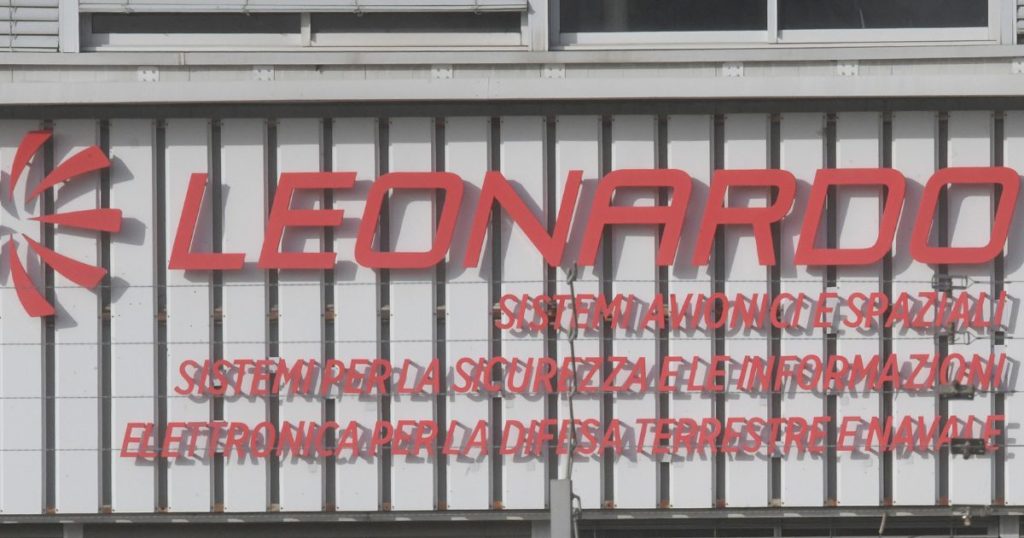 LEONARDO
SISTEMI AVIONICI E SPAZIALI
SISTEMI PER LA SICUREZZA E LE INFORMAZIONI
ELETTRONICA PER LA DIFESA TERRESTRE E NAVALE